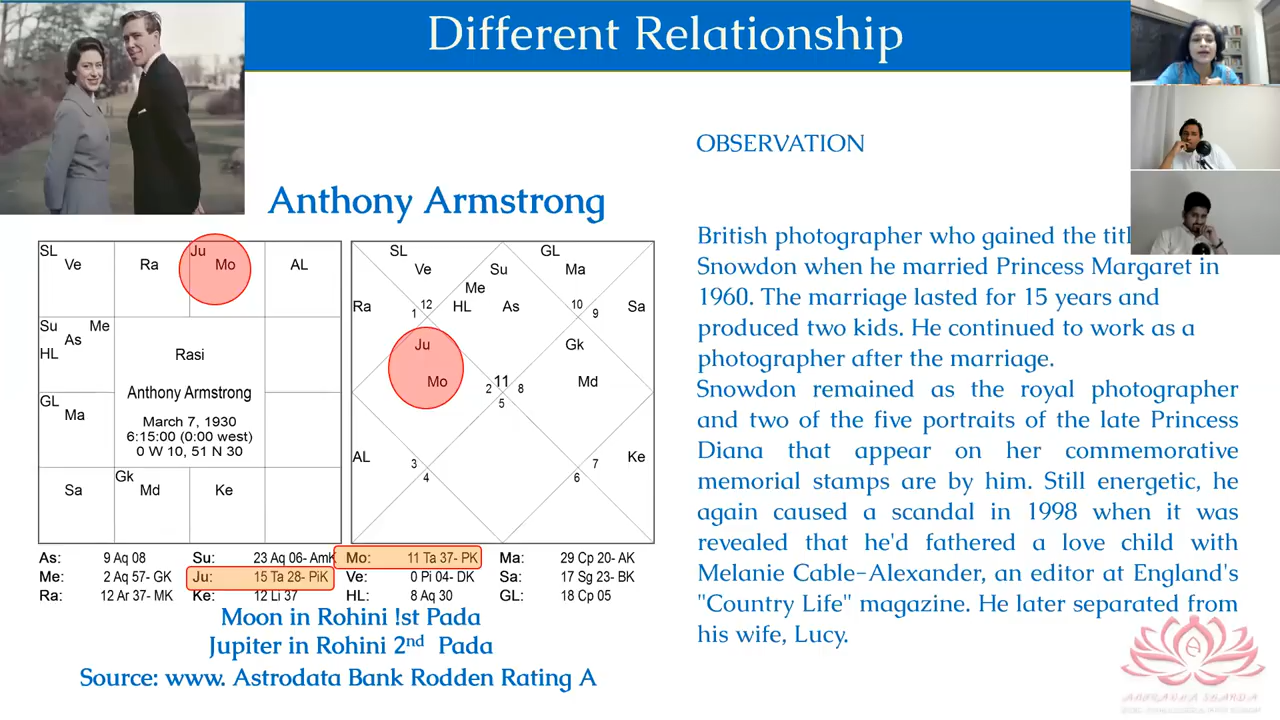 Different Relationship
OBSERVATION
Anthony Armstrong
British photographer who gained the titl
Snowdon when he married Princess Margaret in
1960. The marriage lasted for 15 years and
produced two kids. He continued to work as a
photographer after the marriage.
Snowdon remained as the royal photographer
and two of the five portraits of the late Princess
Diana that appear on her commemorative
memorial stamps are by him. Still energetic, he
again caused a scandal in 1998 when it was
revealed that he'd fathered a love child with
Melanie Cable-Alexander, an editor at England's
"Country Life" magazine. He later separated from
his wife, Lucy.
SL
Ve
Ra
Ju
Mo
AL
Su
Me
As
HL
Rasi
Anthony Armstrong
March 7, 1930
6:15:00 (0:00 west)
0 W 10, 51 N 30
GL
Ma
Sa
Gk
Md
Ke
SL
GL
Ve
Su
Ma
Me
Ra
12
HL
As
10
Sa
1
9
Ju
Gk
Mo
2
11
8
Md
5
AL
3
7
Ke
4
6
As: 9 Aq 08 Su: 23 Aq 06- AmK Mo: 11 Ta 37- PK Ma: 29 Cp 20- AK
Me: 2 Aq 57- GK Ju: 15 Ta 28- PiK Ve: 0 Pi 04- DK Sa: 17 Sg 23- BK
Ra: 12 Ar 37- MK Ke: 12 Li 37 HL: 8 Aq 30 GL: 18 Cp 05
Moon in Rohini !st Pada
Jupiter in Rohini 2nd Pada
Source: www. Astrodata Bank Rodden Rating A